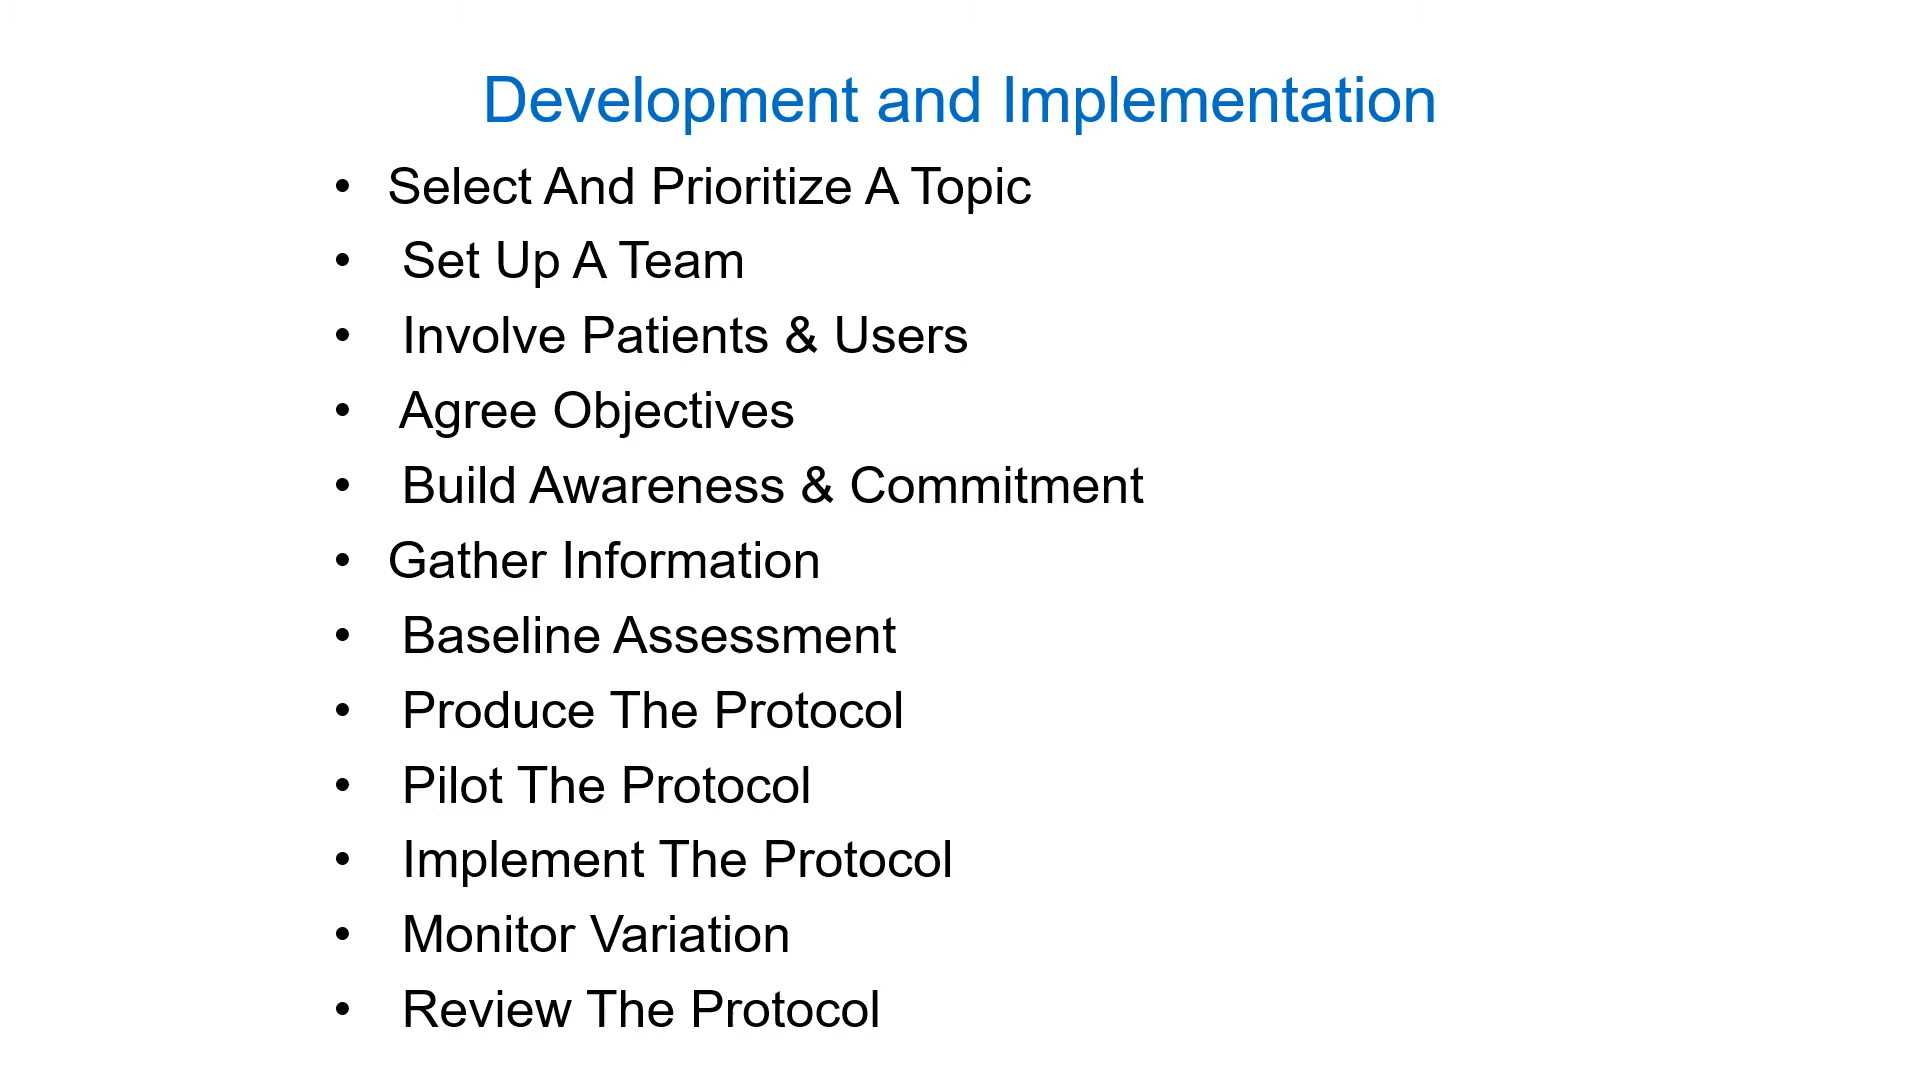 Development and Implementation
• Select And Prioritize A Topic
• Set Up A Team
• Involve Patients & Users
• Agree Objectives
• Build Awareness & Commitment
• Gather Information
• Baseline Assessment
• Produce The Protocol
• Pilot The Protocol
• Implement The Protocol
• Monitor Variation
• Review The Protocol